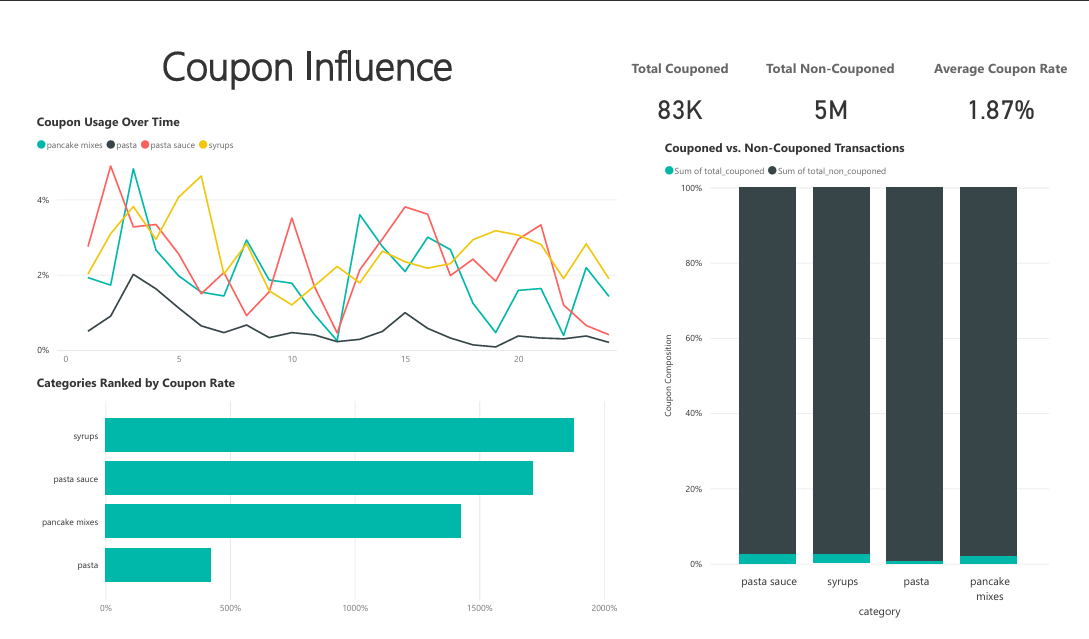 Coupon Influence
Total Couponed
Total Non-Couponed
Average Coupon Rate
83K
5M
1.87%
Coupon Usage Over Time
pancake mixes pasta pasta sauce syrups
4%
2%
0%
0 5 10 15 20
Categories Ranked by Coupon Rate
syrups
pasta sauce
pancake mixes
pasta
0% 500% 1000% 1500% 2000%
Couponed vs. Non-Couponed Transactions
Sum of total_couponed Sum of total_non_couponed
100%
80%
60%
40%
20%
0%
Coupon Composition
pasta sauce syrups pasta pancake
mixes
category